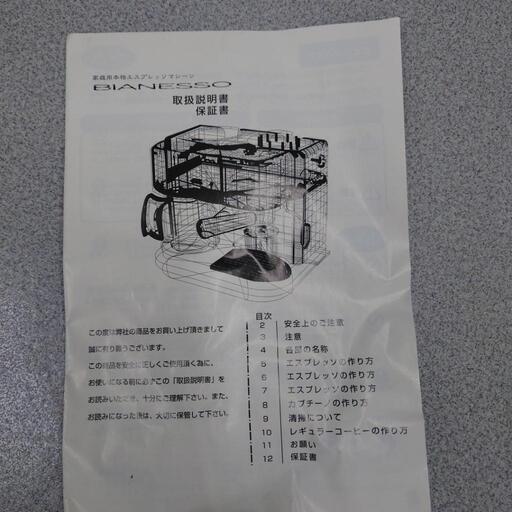 家庭用本格エスプレッソマシーン
BIANESSO
取扱説明書
保証書
この度は弊社の商品をお買い上げ頂きまして
誠に有り難うございます。
この商品を安全に正しくご使用頂く為に、
お使いになる前に必ずこの「取扱説明書」を
お読みいただき、十分にご理解下さい。また、
お読みになった後は、大切に保管して下さい。
目次
2 安全上のご注意
3 注意
4 各部の名称
5 エスプレッソの作り方
6 エスプレッソの作り方
7 エスプレッソの作り方
8 カプチーノの作り方
9 清掃について
10 レギュラーコーヒーの作り方
11 お願い
12 保証書